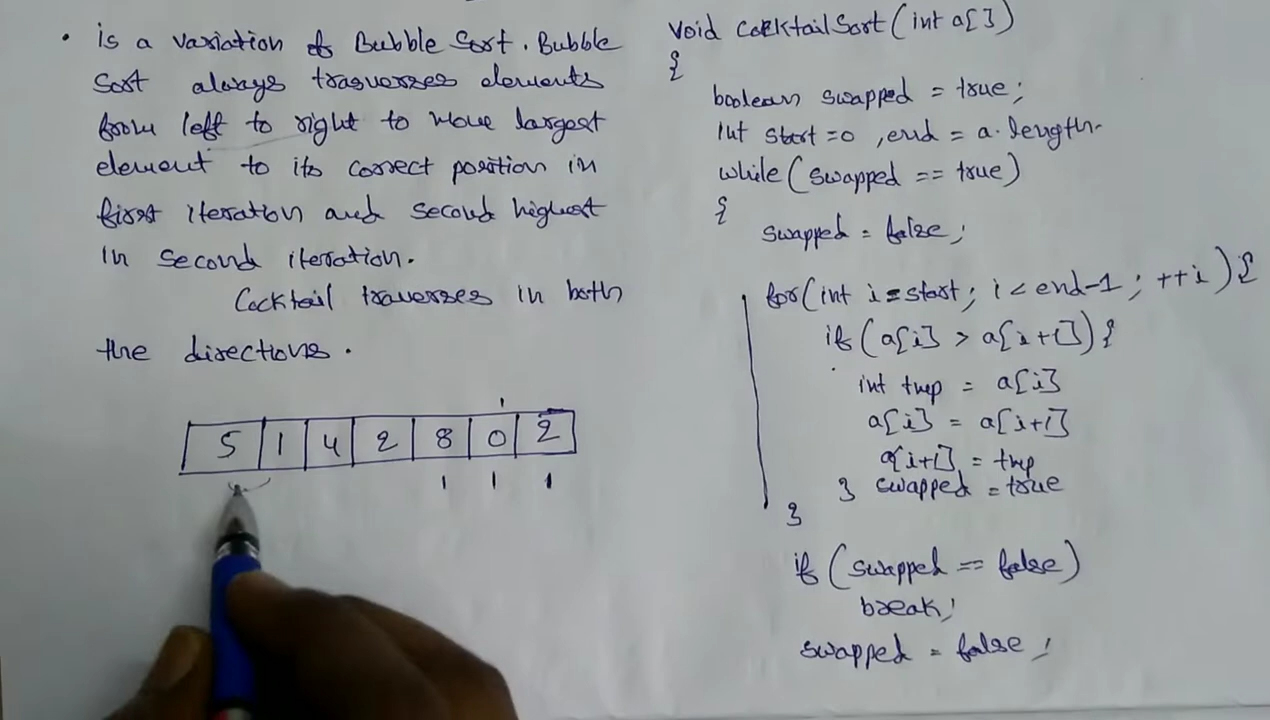 • is a variation of Bubble Sort. Bubble
Sort always traverses elements
from left to right to move largest
element to its correct position in
first iteration and second highest
in second iteration.
Cocktail traverses in both
the directions.
5 1 4 2 8 0 2
void CocktailSort(int a[])
{
boolean swapped = true;
int start=0, end = a.length-
while(swapped == true)
{
swapped = false;
for(int i=start; i<end-1; ++i){
if(a[i] > a[i+1]){
int tmp = a[i]
a[i] = a[i+1]
a[i+1] = tmp
} swapped = true
}
if(swapped == false)
break;
swapped = false;